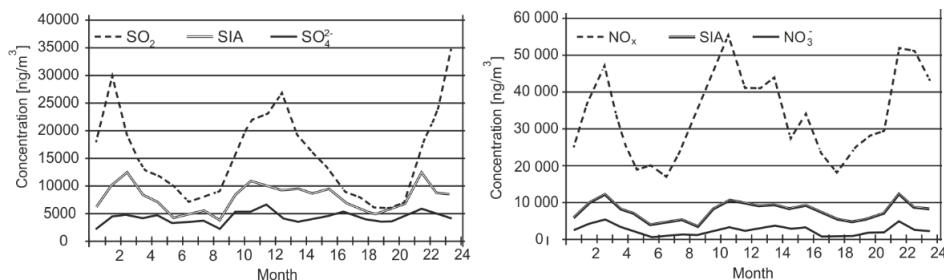 40000
35000
30000
25000
20000
15000
10000
5000
0
Concentration [ng/m³]
SO₂ SIA SO₄²⁻
2 4 6 8 10 12 14 16 18 20 22 24
Month
60 000
50 000
40 000
30 000
20 000
10 000
0
Concentration [ng/m³]
NOₓ SIA NO₃⁻
2 4 6 8 10 12 14 16 18 20 22 24
Month